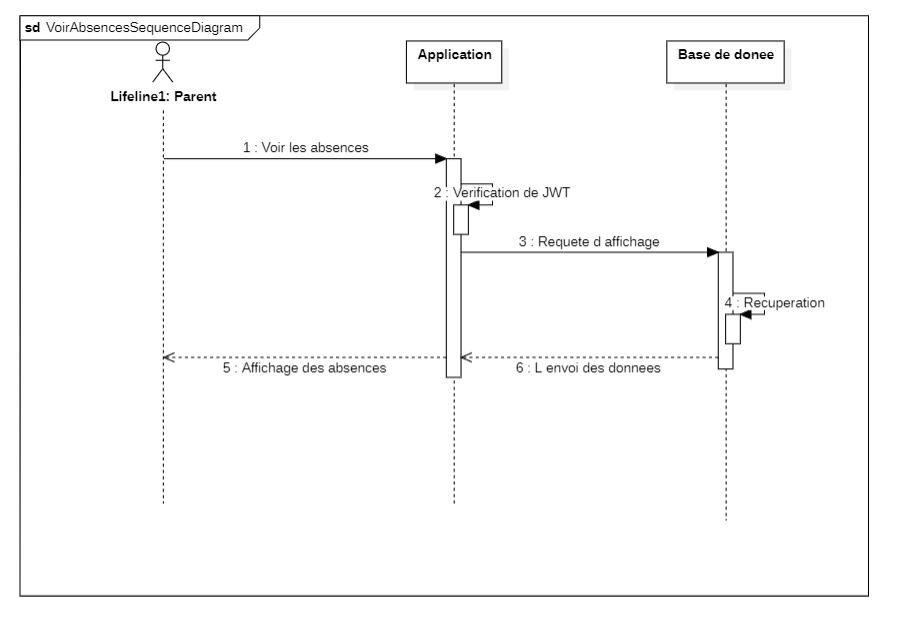 sd VoirAbsencesSequenceDiagram
Application
Base de donee
Lifeline1: Parent
1 : Voir les absences
2 : Verification de JWT
3 : Requete d affichage
4 : Recuperation
5 : Affichage des absences
6 : L envoi des donnees